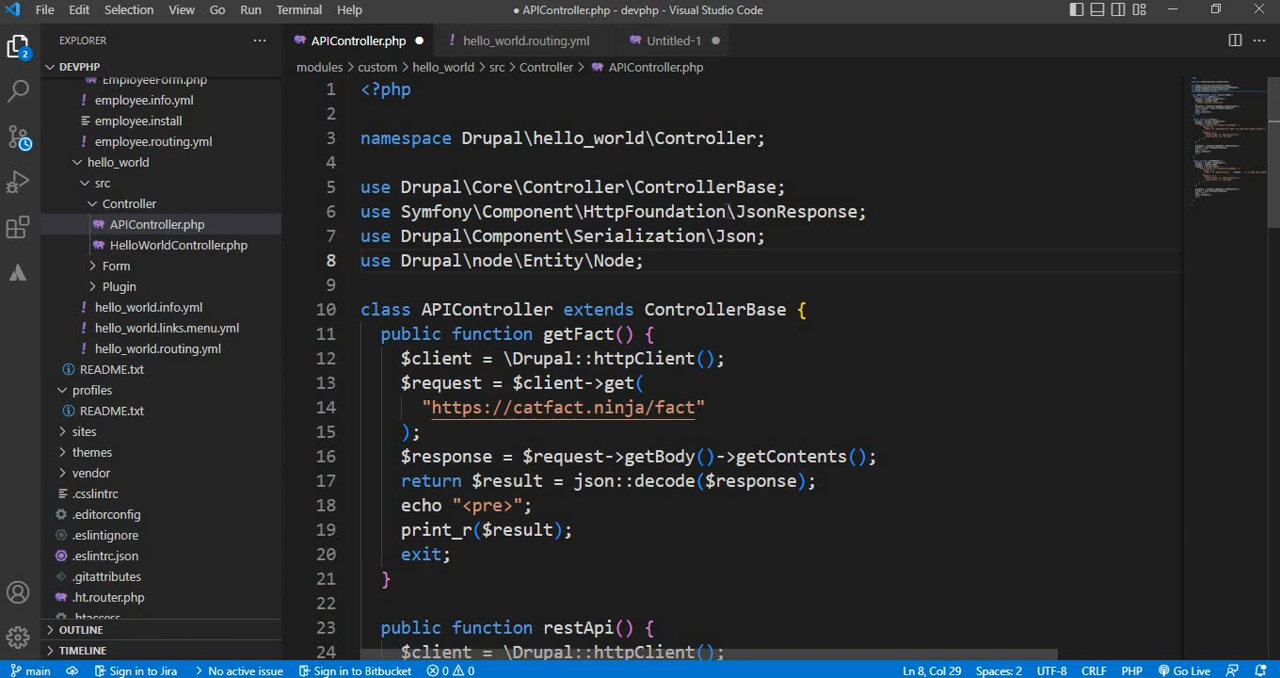 File Edit Selection View Go Run Terminal Help
● APIController.php - devphp - Visual Studio Code
EXPLORER
DEVPHP
EmployeeForm.php
employee.info.yml
employee.install
employee.routing.yml
hello_world
src
Controller
APIController.php
HelloWorldController.php
Form
Plugin
hello_world.info.yml
hello_world.links.menu.yml
hello_world.routing.yml
README.txt
profiles
README.txt
sites
themes
vendor
.csslintrc
.editorconfig
.eslintignore
.eslintrc.json
.gitattributes
.ht.router.php
.htaccess
OUTLINE
TIMELINE
2
APIController.php
hello_world.routing.yml
Untitled-1
modules > custom > hello_world > src > Controller > APIController.php
1 <?php
2
3 namespace Drupal\hello_world\Controller;
4
5 use Drupal\Core\Controller\ControllerBase;
6 use Symfony\Component\HttpFoundation\JsonResponse;
7 use Drupal\Component\Serialization\Json;
8 use Drupal\node\Entity\Node;
9
10 class APIController extends ControllerBase {
11 public function getFact() {
12 $client = \Drupal::httpClient();
13 $request = $client->get(
14 "https://catfact.ninja/fact"
15 );
16 $response = $request->getBody()->getContents();
17 return $result = json::decode($response);
18 echo "<pre>";
19 print_r($result);
20 exit;
21 }
22
23 public function restApi() {
24 $client = \Drupal::httpClient();
main Sign in to Jira No active issue Sign in to Bitbucket 0 0 Ln 8, Col 29 Spaces: 2 UTF-8 CRLF PHP Go Live